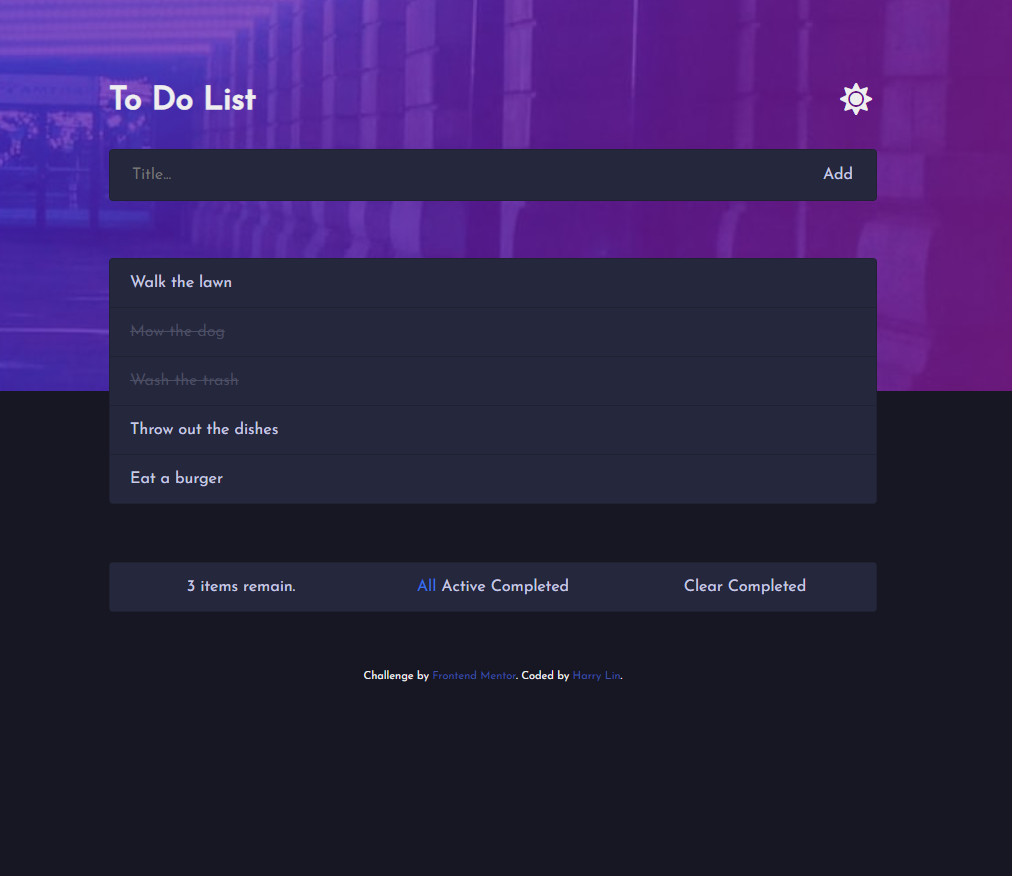 To Do List
Title... Add
Walk the lawn
Mow the dog
Wash the trash
Throw out the dishes
Eat a burger
3 items remain. All Active Completed Clear Completed
Challenge by Frontend Mentor. Coded by Harry Lin.